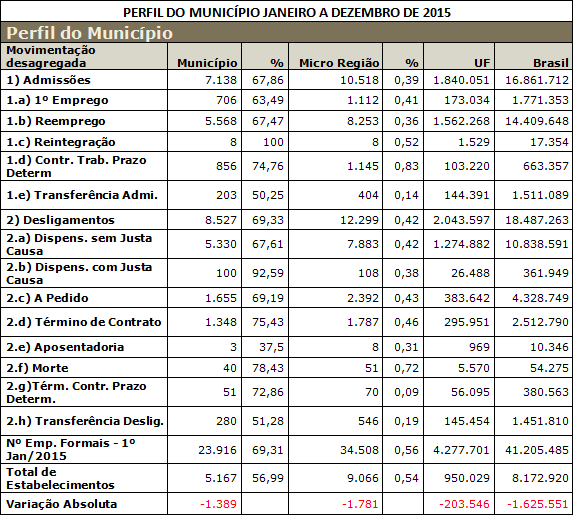 PERFIL DO MUNICÍPIO JANEIRO A DEZEMBRO DE 2015
Perfil do Município
Movimentação desagregada Município % Micro Região % UF Brasil
1) Admissões 7.138 67,86 10.518 0,39 1.840.051 16.861.712
1.a) 1º Emprego 706 63,49 1.112 0,41 173.034 1.771.353
1.b) Reemprego 5.568 67,47 8.253 0,36 1.562.268 14.409.648
1.c) Reintegração 8 100 8 0,52 1.529 17.354
1.d) Contr. Trab. Prazo Determ 856 74,76 1.145 0,83 103.220 663.357
1.e) Transferência Admi. 203 50,25 404 0,14 144.391 1.511.089
2) Desligamentos 8.527 69,33 12.299 0,42 2.043.597 18.487.263
2.a) Dispens. sem Justa Causa 5.330 67,61 7.883 0,42 1.274.882 10.838.591
2.b) Dispens. com Justa Causa 100 92,59 108 0,38 26.488 361.949
2.c) A Pedido 1.655 69,19 2.392 0,43 383.642 4.328.749
2.d) Término de Contrato 1.348 75,43 1.787 0,46 295.951 2.512.790
2.e) Aposentadoria 3 37,5 8 0,31 969 10.346
2.f) Morte 40 78,43 51 0,72 5.570 54.275
2.g)Térm. Contr. Prazo Determ. 51 72,86 70 0,09 56.095 380.563
2.h) Transferência Deslig. 280 51,28 546 0,19 145.454 1.451.810
Nº Emp. Formais - 1º Jan/2015 23.916 69,31 34.508 0,56 4.277.701 41.205.485
Total de Estabelecimentos 5.167 56,99 9.066 0,54 950.029 8.172.920
Variação Absoluta -1.389 -1.781 -203.546 -1.625.551